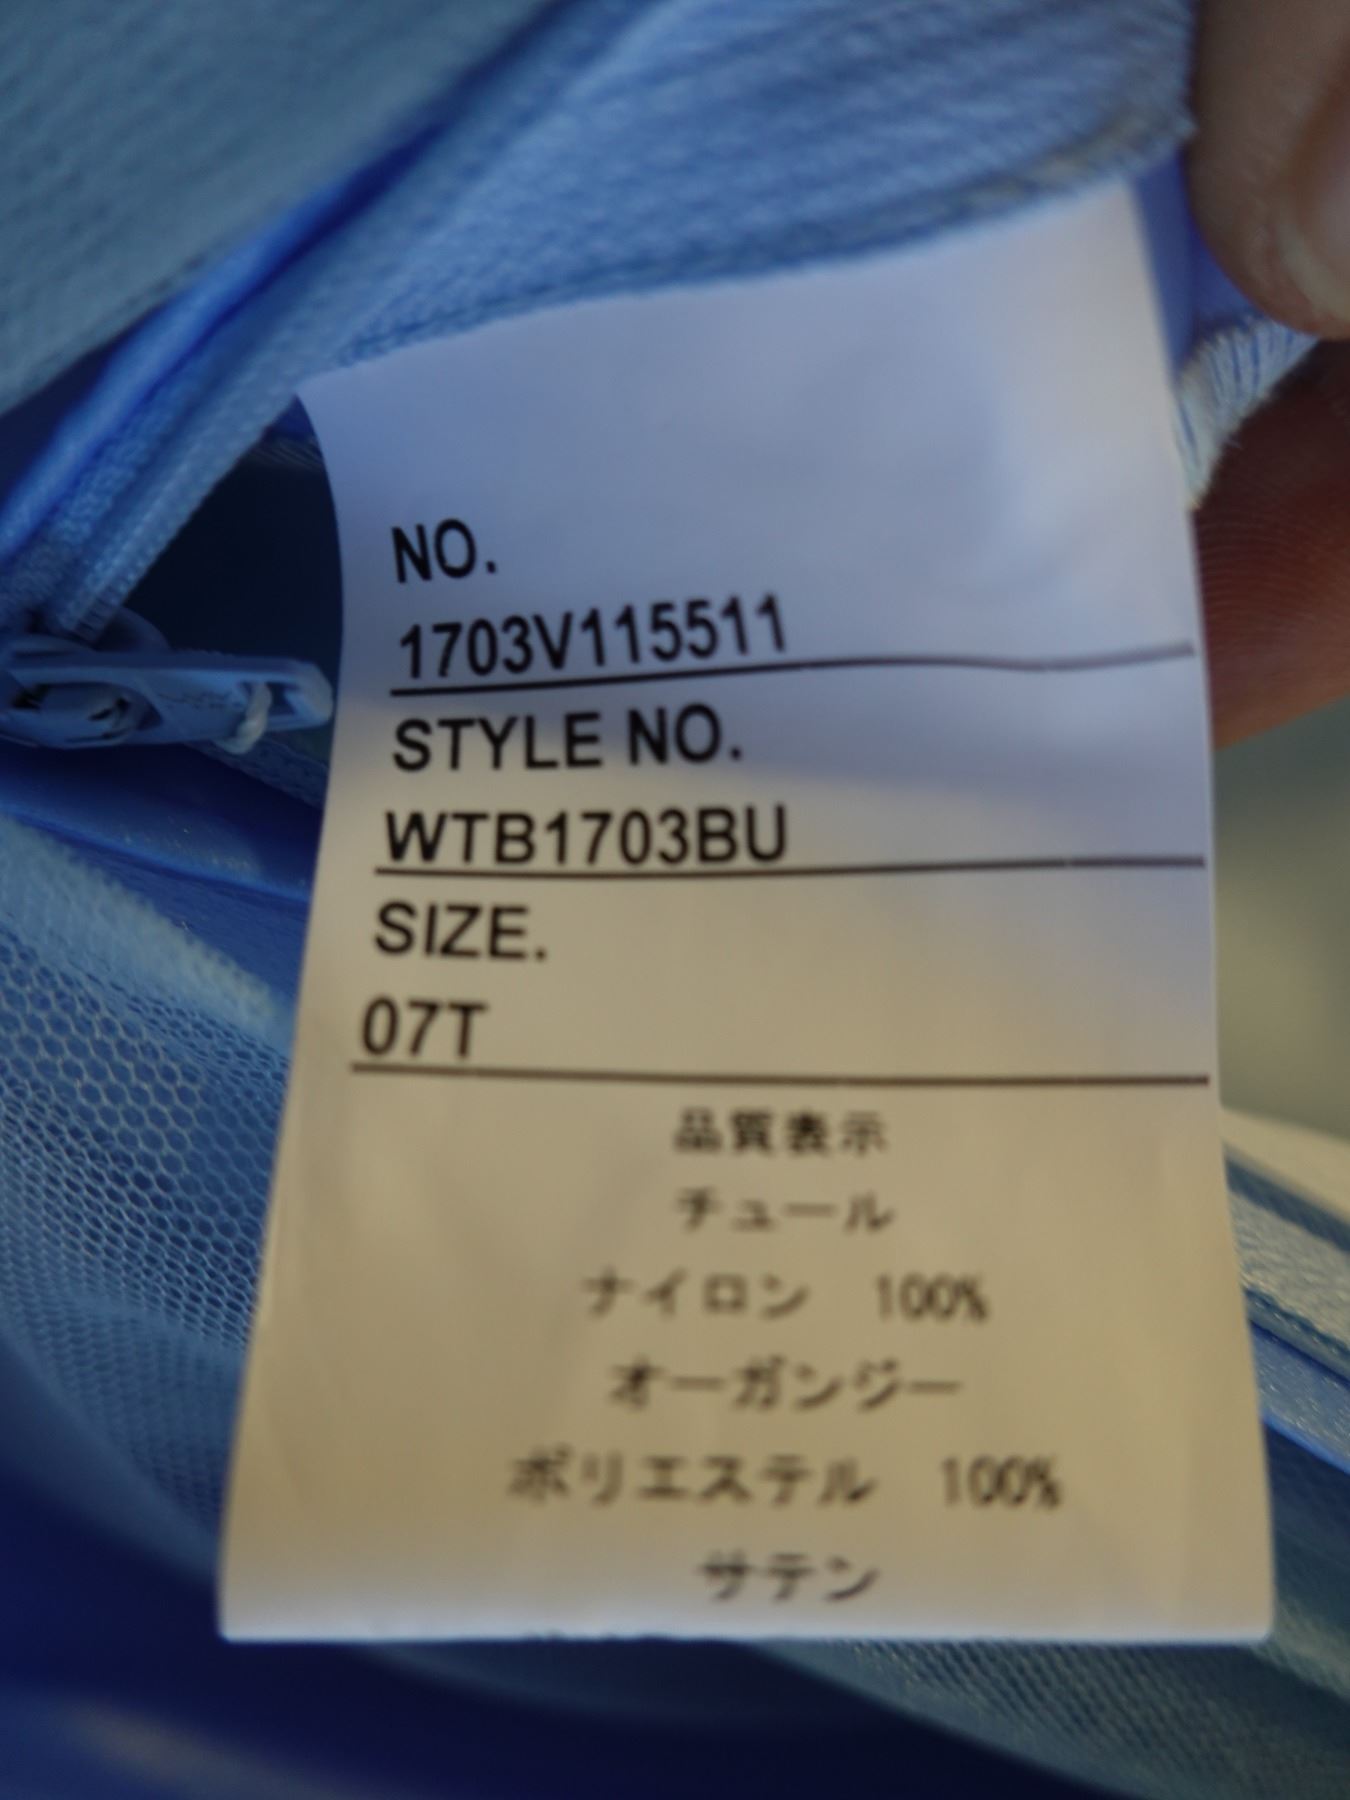 NO.
1703V115511
STYLE NO.
WTB1703BU
SIZE.
07T
品質表示
チュール
ナイロン　100%
オーガンジー
ポリエステル　100%
サテン